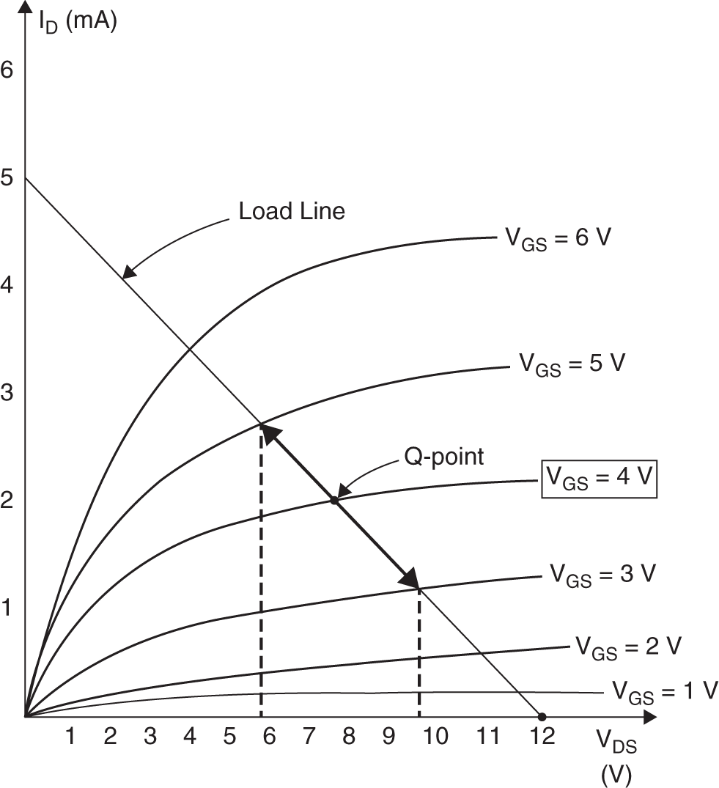 I_D (mA)
6
5
Load Line
V_GS = 6 V
4
3
V_GS = 5 V
Q-point
V_GS = 4 V
2
V_GS = 3 V
1
V_GS = 2 V
V_GS = 1 V
1 2 3 4 5 6 7 8 9 10 11 12 V_DS
(V)